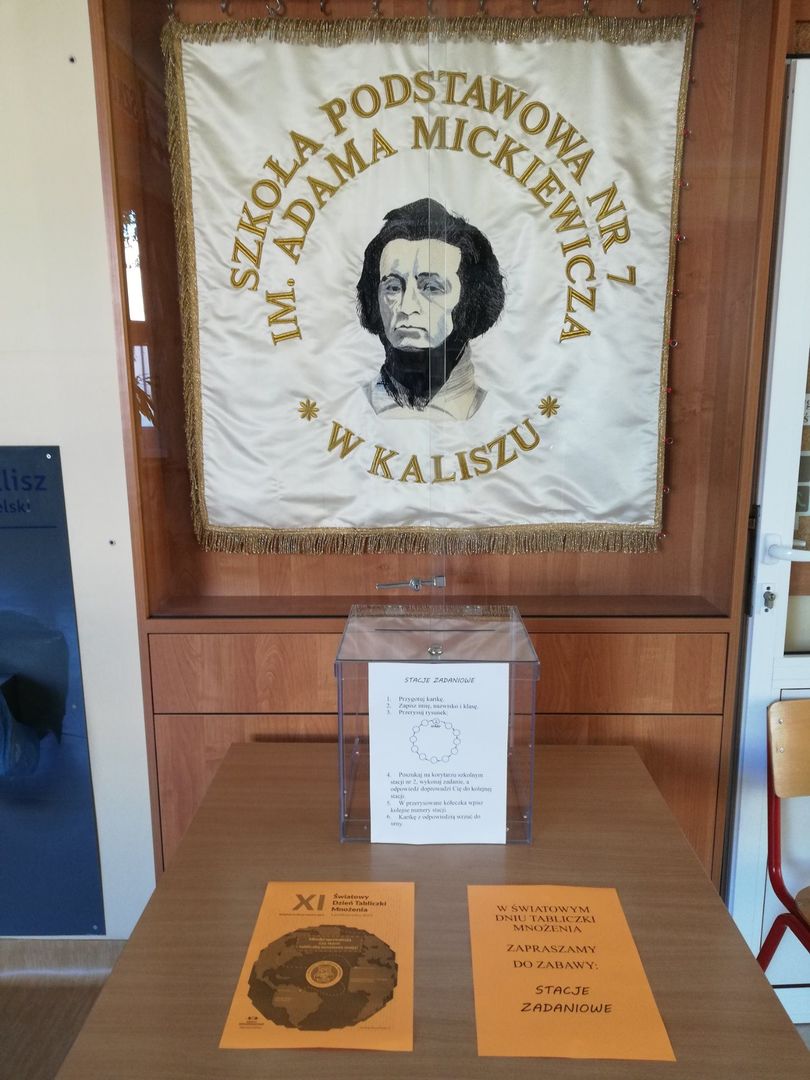 SZKOŁA PODSTAWOWA NR 7
IM. ADAMA MICKIEWICZA
W KALISZU
lisz
elski
STACJE ZADANIOWE
1. Przygotuj kartkę.
2. Zapisz imię, nazwisko i klasę.
3. Przerysuj rysunek.
4. Poszukaj na korytarzu szkolnym
stacji nr 2, wykonaj zadanie, a
odpowiedź doprowadzi Cię do kolejnej
stacji.
5. W przerysowane kółeczka wpisz
kolejne numery stacji.
6. Kartkę z odpowiedzią wrzuć do
urny.
XI Światowy
Dzień Tabliczki
Mnożenia
W ŚWIATOWYM
DNIU TABLICZKI
MNOŻENIA
ZAPRASZAMY
DO ZABAWY:
STACJE
ZADANIOWE